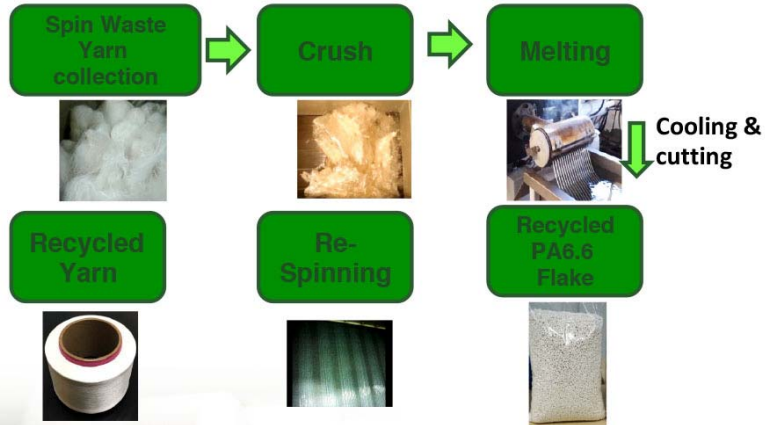 Spin Waste
Yarn
collection
Crush
Melting
Cooling &
cutting
Recycled
Yarn
Re-
Spinning
Recycled
PA6.6
Flake